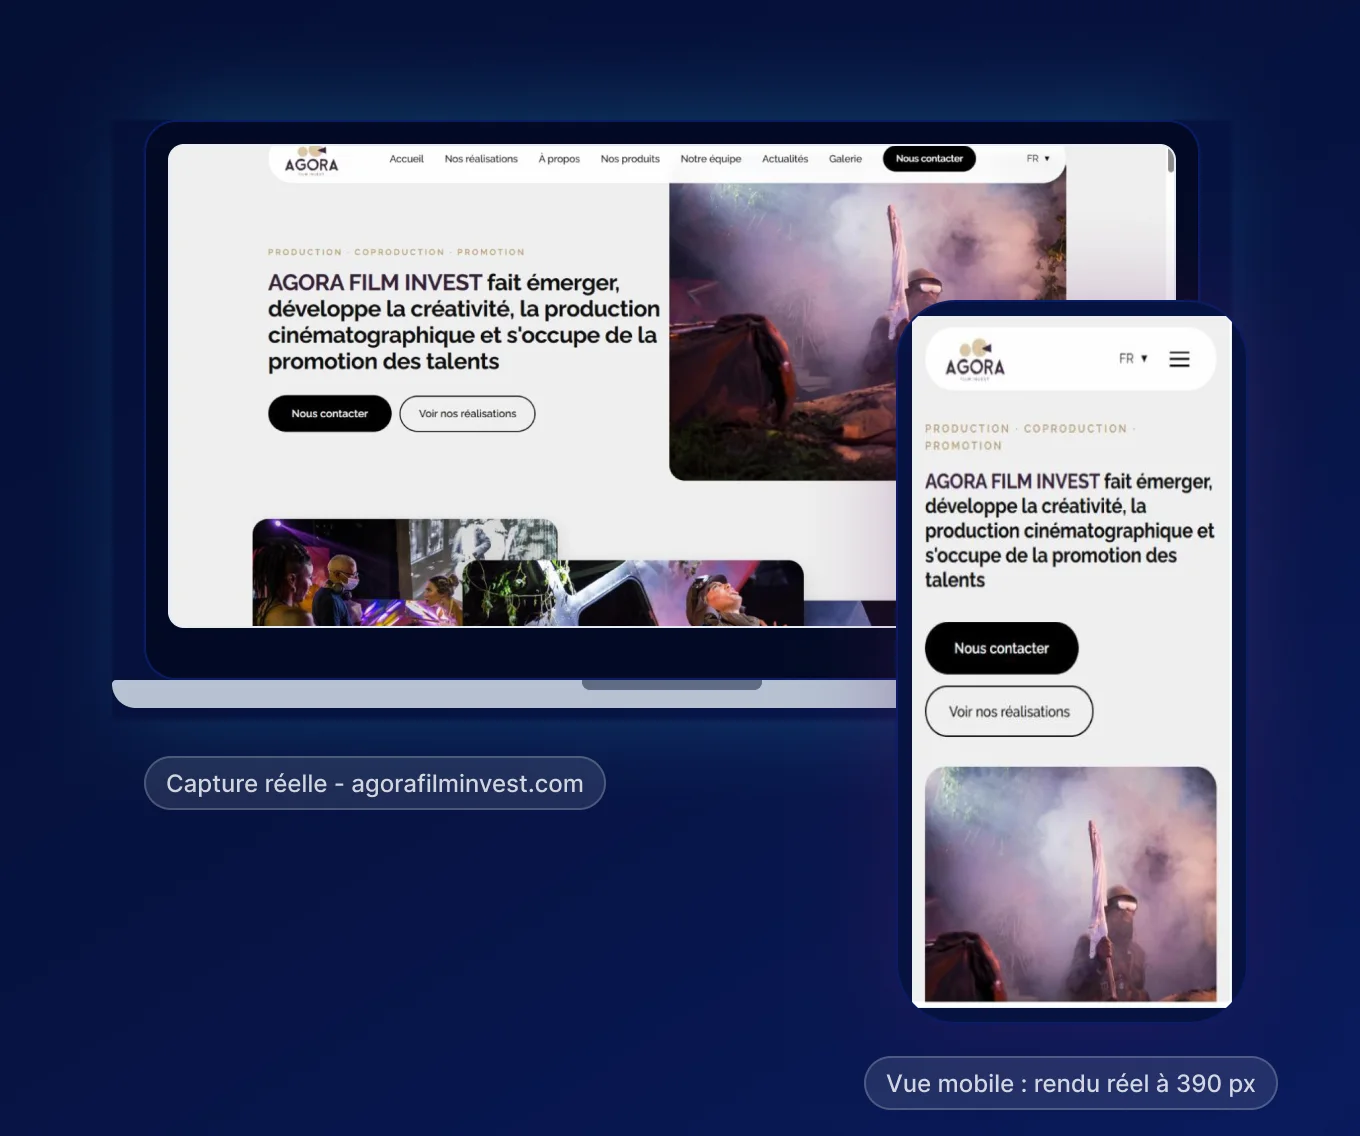 AGORA
FILM INVEST
Accueil
Nos réalisations
À propos
Nos produits
Notre équipe
Actualités
Galerie
Nous contacter
FR ▼
PRODUCTION · COPRODUCTION · PROMOTION
AGORA FILM INVEST fait émerger,
développe la créativité, la production
cinématographique et s'occupe de la
promotion des talents
Nous contacter
Voir nos réalisations
AGORA
FILM INVEST
FR ▼
PRODUCTION · COPRODUCTION ·
PROMOTION
AGORA FILM INVEST fait émerger,
développe la créativité, la
production cinématographique et
s'occupe de la promotion des
talents
Nous contacter
Voir nos réalisations
Capture réelle - agorafilminvest.com
Vue mobile : rendu réel à 390 px